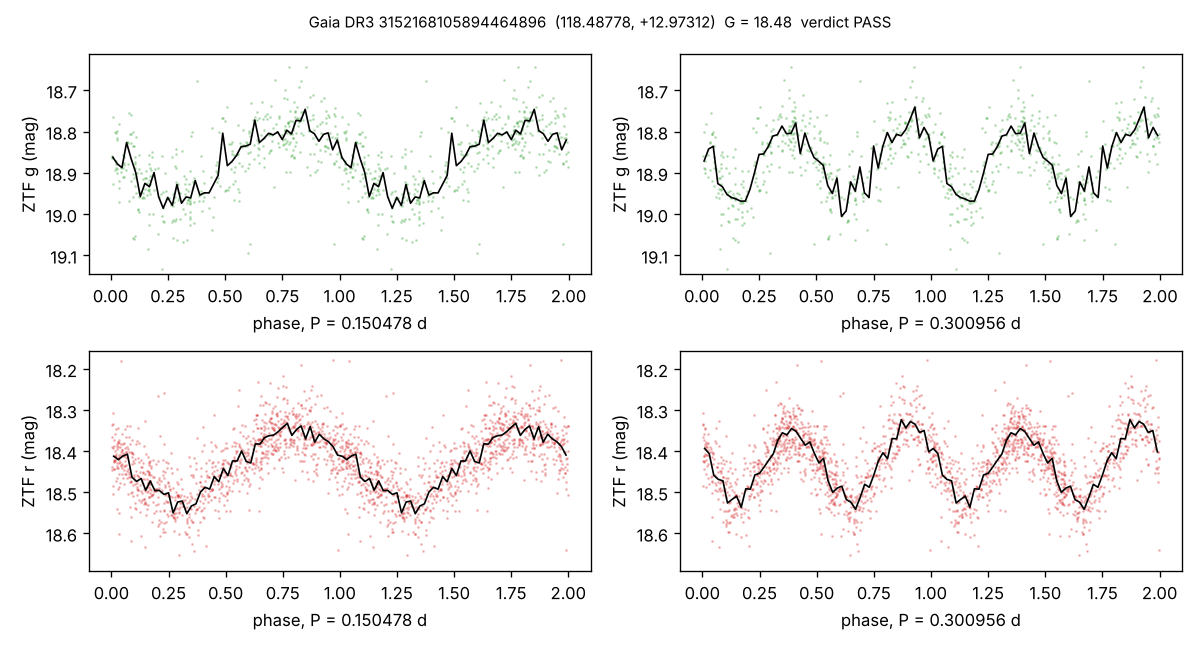 Gaia DR3 3152168105894464896 (118.48778, +12.97312) G = 18.48 verdict PASS
ZTF g (mag)
18.7
18.8
18.9
19.0
19.1
0.00 0.25 0.50 0.75 1.00 1.25 1.50 1.75 2.00
phase, P = 0.150478 d
ZTF g (mag)
18.7
18.8
18.9
19.0
19.1
0.00 0.25 0.50 0.75 1.00 1.25 1.50 1.75 2.00
phase, P = 0.300956 d
ZTF r (mag)
18.2
18.3
18.4
18.5
18.6
0.00 0.25 0.50 0.75 1.00 1.25 1.50 1.75 2.00
phase, P = 0.150478 d
ZTF r (mag)
18.2
18.3
18.4
18.5
18.6
0.00 0.25 0.50 0.75 1.00 1.25 1.50 1.75 2.00
phase, P = 0.300956 d